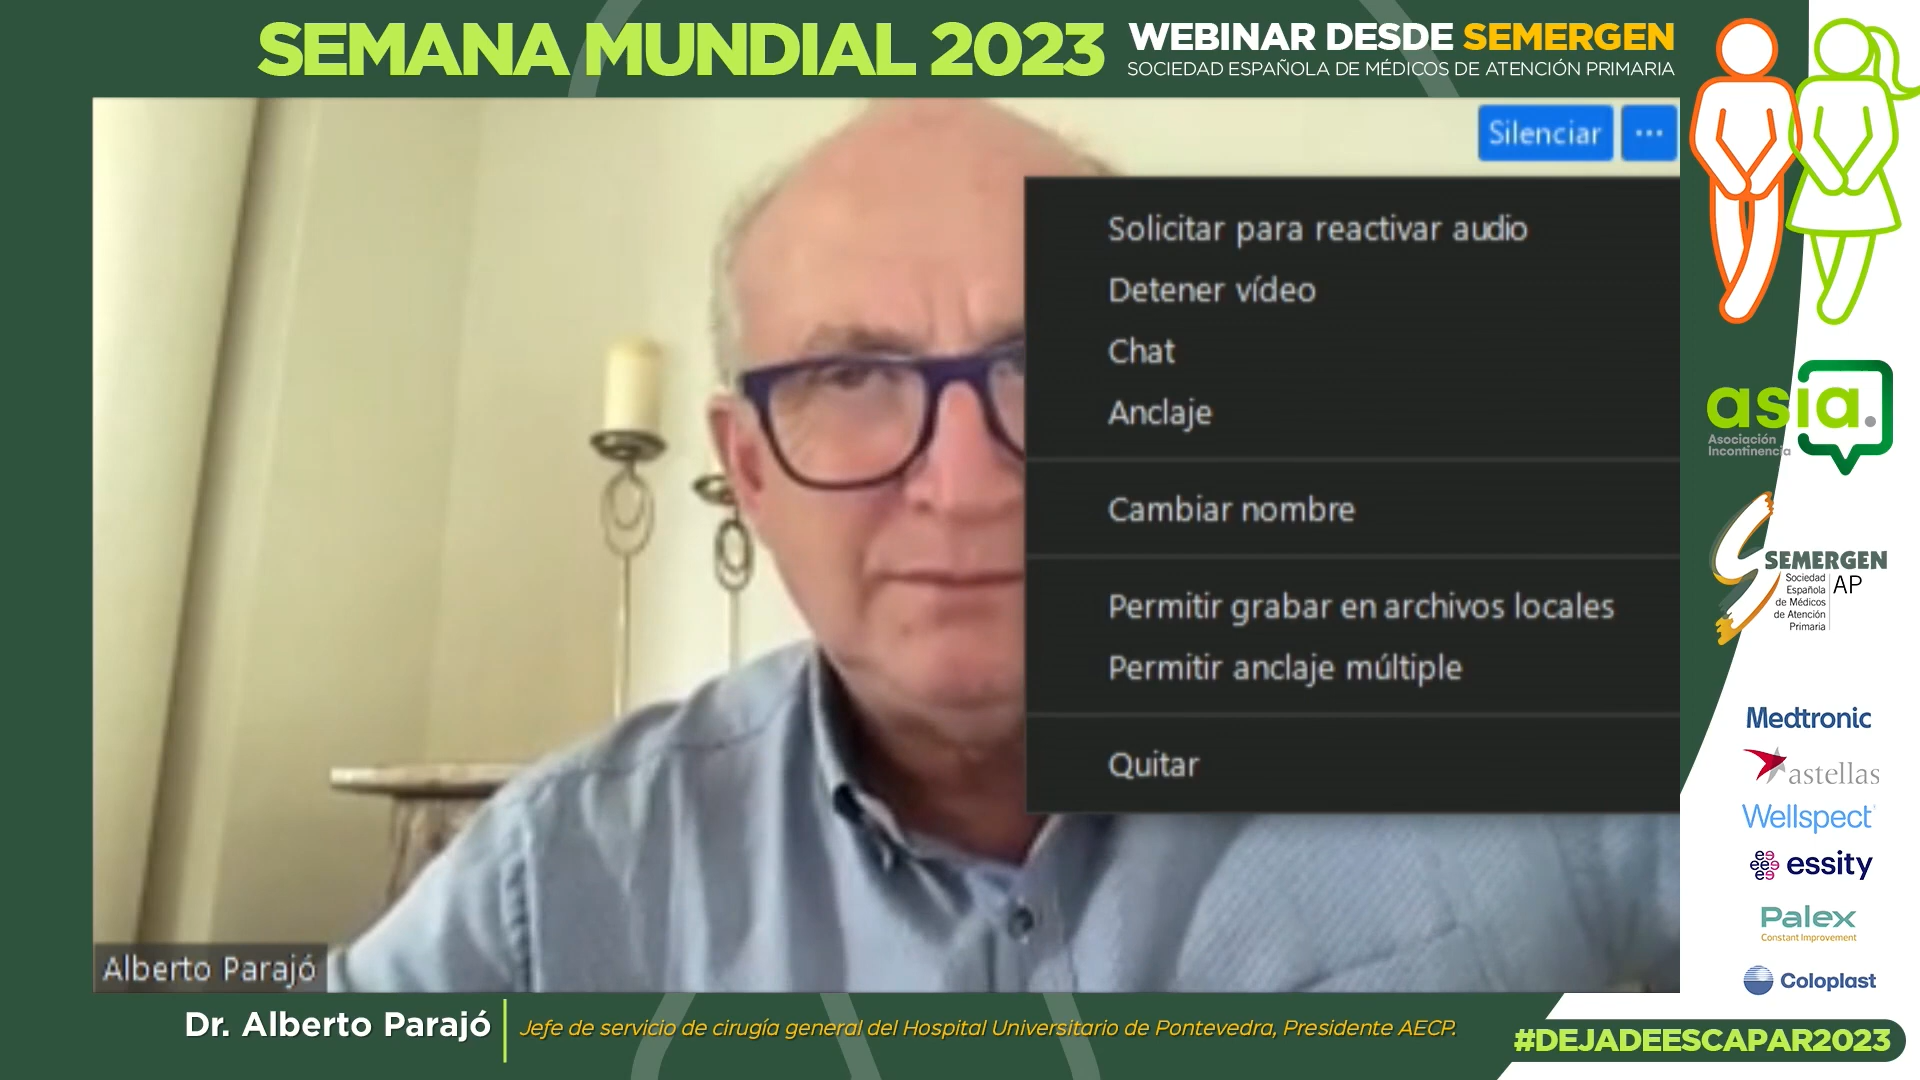 SEMANA MUNDIAL 2023
WEBINAR DESDE SEMERGEN
SOCIEDAD ESPAÑOLA DE MÉDICOS DE ATENCIÓN PRIMARIA
Silenciar ...
Solicitar para reactivar audio
Detener vídeo
Chat
Anclaje
Cambiar nombre
Permitir grabar en archivos locales
Permitir anclaje múltiple
Quitar
Alberto Parajó
asia.
Asociación
Incontinencia
SEMERGEN
AP
Sociedad
Española
de Médicos
de Atención
Primaria
Medtronic
astellas
Wellspect
essity
Palex
Constant Improvement
Coloplast
Dr. Alberto Parajó
Jefe de servicio de cirugía general del Hospital Universitario de Pontevedra, Presidente AECP.
#DEJADEESCAPAR2023